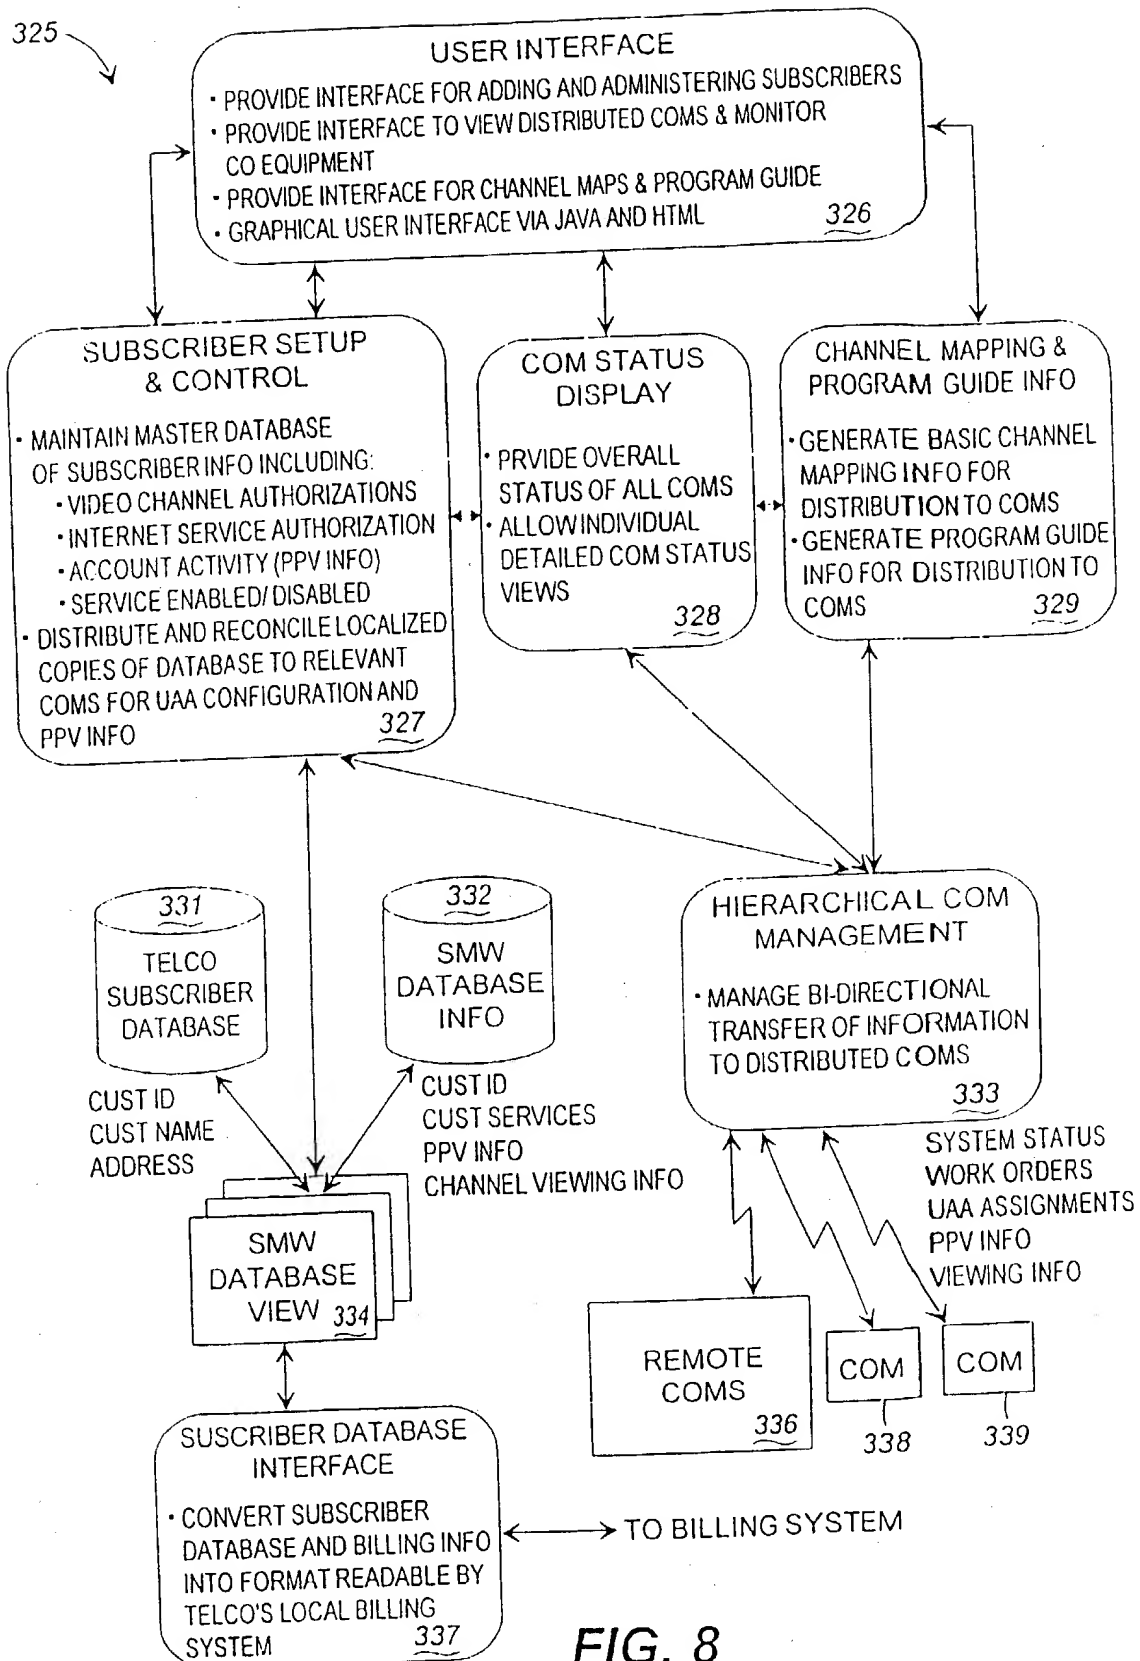 325
USER INTERFACE
· PROVIDE INTERFACE FOR ADDING AND ADMINISTERING SUBSCRIBERS
· PROVIDE INTERFACE TO VIEW DISTRIBUTED COMS & MONITOR
CO EQUIPMENT
· PROVIDE INTERFACE FOR CHANNEL MAPS & PROGRAM GUIDE
· GRAPHICAL USER INTERFACE VIA JAVA AND HTML
326
SUBSCRIBER SETUP
& CONTROL
· MAINTAIN MASTER DATABASE
OF SUBSCRIBER INFO INCLUDING:
· VIDEO CHANNEL AUTHORIZATIONS
· INTERNET SERVICE AUTHORIZATION
· ACCOUNT ACTIVITY (PPV INFO)
· SERVICE ENABLED/DISABLED
· DISTRIBUTE AND RECONCILE LOCALIZED
COPIES OF DATABASE TO RELEVANT
COMS FOR UAA CONFIGURATION AND
PPV INFO
327
COM STATUS
DISPLAY
· PRVIDE OVERALL
STATUS OF ALL COMS
· ALLOW INDIVIDUAL
DETAILED COM STATUS
VIEWS
328
CHANNEL MAPPING &
PROGRAM GUIDE INFO
· GENERATE BASIC CHANNEL
MAPPING INFO FOR
DISTRIBUTION TO COMS
· GENERATE PROGRAM GUIDE
INFO FOR DISTRIBUTION TO
COMS
329
331
TELCO
SUBSCRIBER
DATABASE
332
SMW
DATABASE
INFO
HIERARCHICAL COM
MANAGEMENT
· MANAGE BI-DIRECTIONAL
TRANSFER OF INFORMATION
TO DISTRIBUTED COMS
333
CUST ID
CUST NAME
ADDRESS
CUST ID
CUST SERVICES
PPV INFO
CHANNEL VIEWING INFO
SYSTEM STATUS
WORK ORDERS
UAA ASSIGNMENTS
PPV INFO
VIEWING INFO
SMW
DATABASE
VIEW
334
REMOTE
COMS
336
COM
338
COM
339
SUSCRIBER DATABASE
INTERFACE
· CONVERT SUBSCRIBER
DATABASE AND BILLING INFO
INTO FORMAT READABLE BY
TELCO'S LOCAL BILLING
SYSTEM
337
TO BILLING SYSTEM
FIG. 8